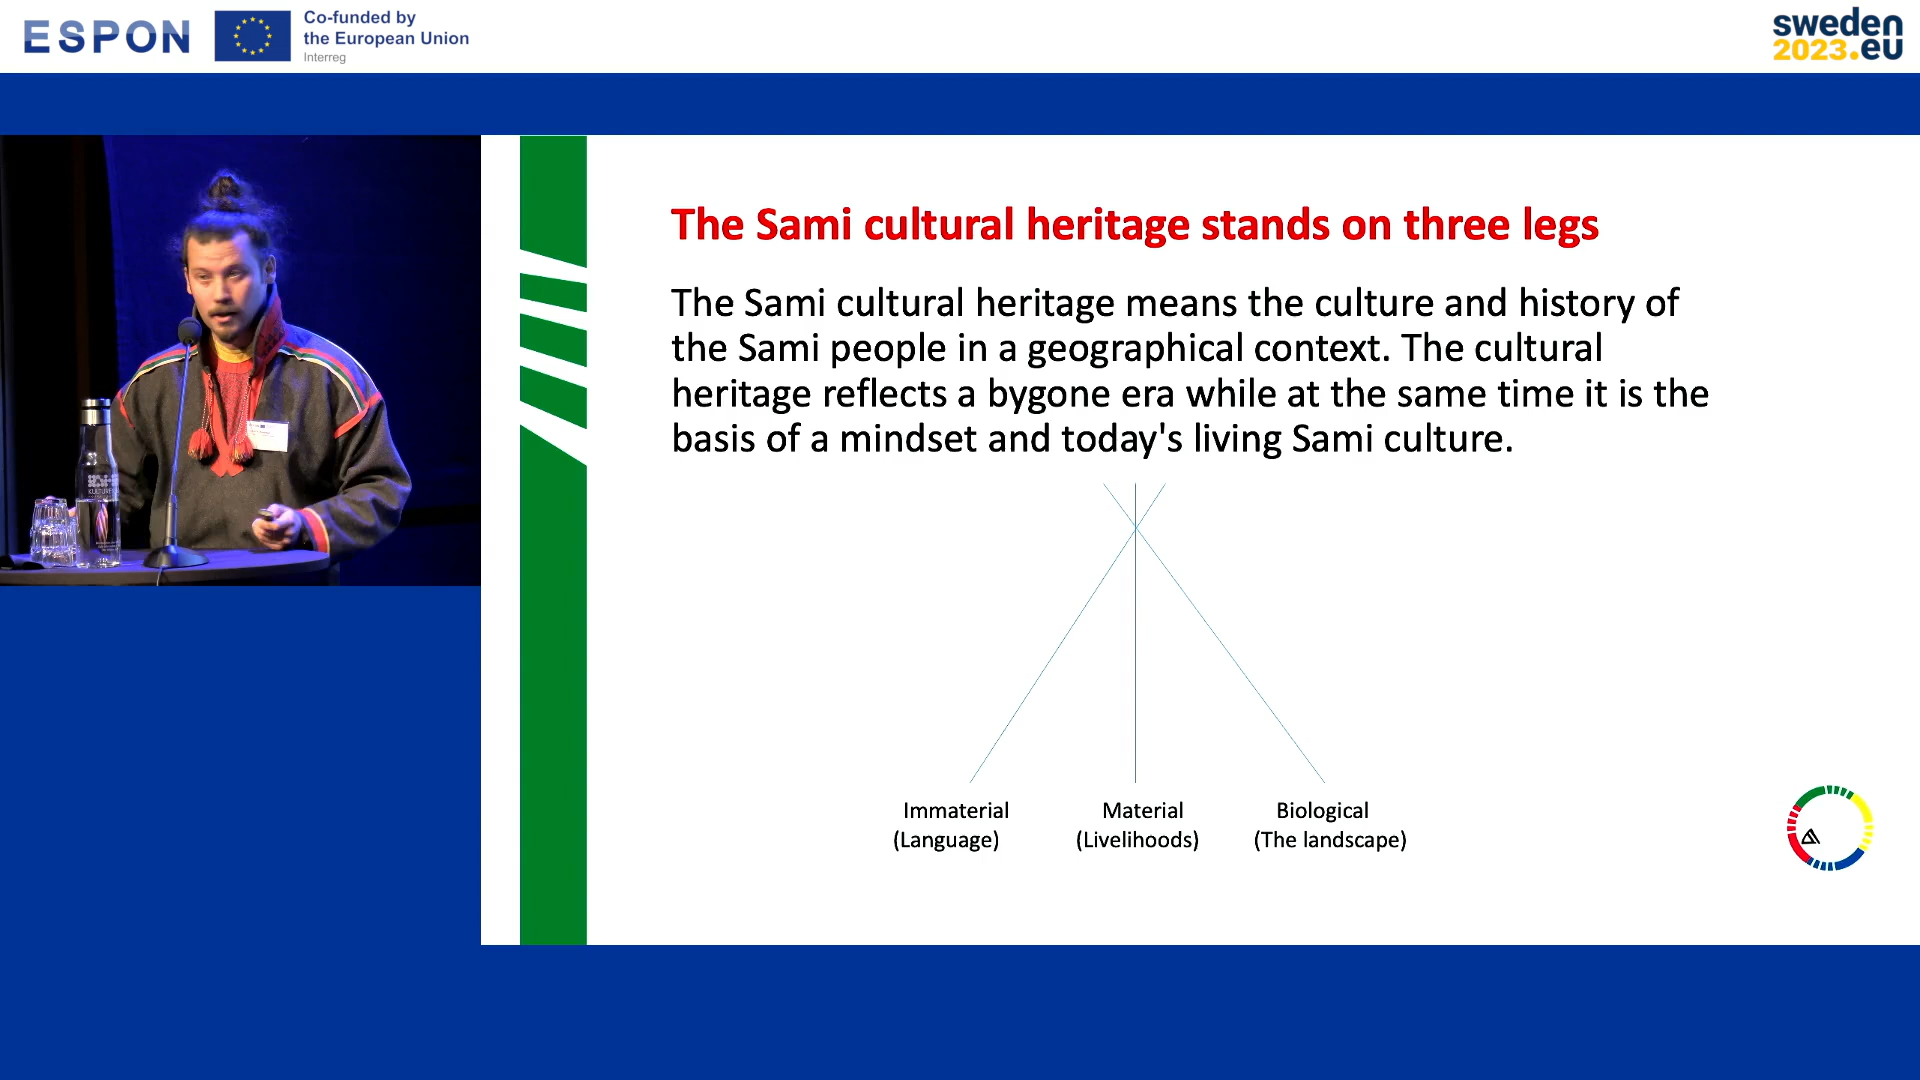 ESPON
Co-funded by
the European Union
Interreg
sweden
2023.eu
The Sami cultural heritage stands on three legs
The Sami cultural heritage means the culture and history of
the Sami people in a geographical context. The cultural
heritage reflects a bygone era while at the same time it is the
basis of a mindset and today's living Sami culture.
Immaterial
(Language)
Material
(Livelihoods)
Biological
(The landscape)
KULTUREN